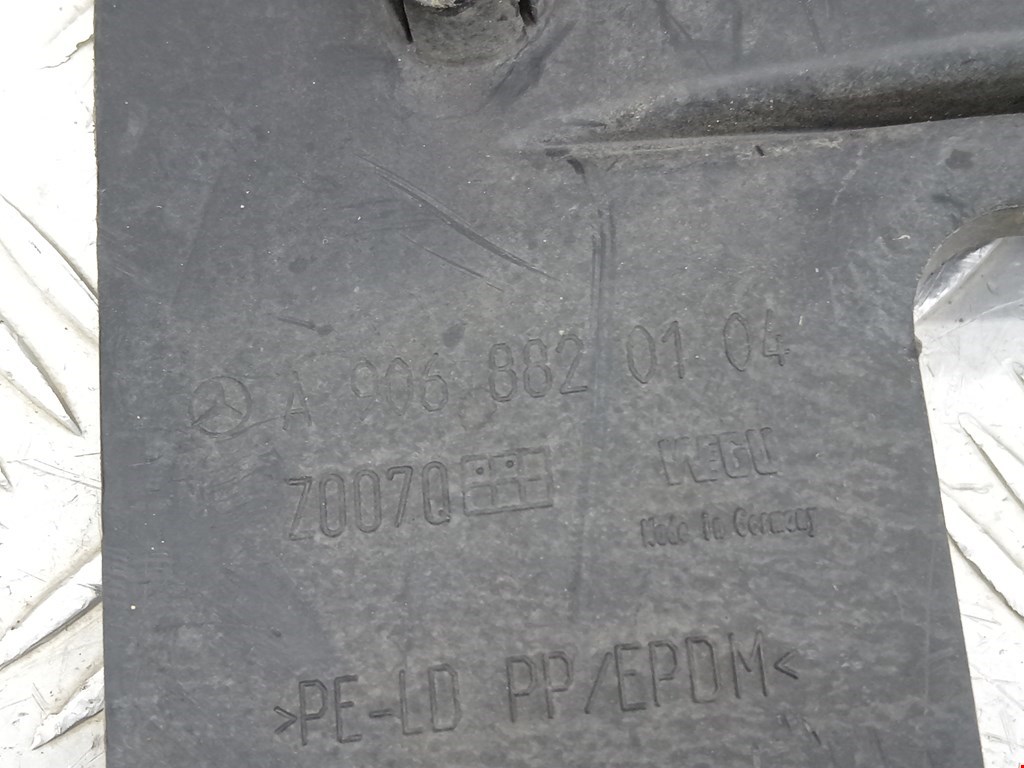 A 906 882 01 04
Z007Q
WEGU
Made in Germany
>PE-LD PP/EPDM<